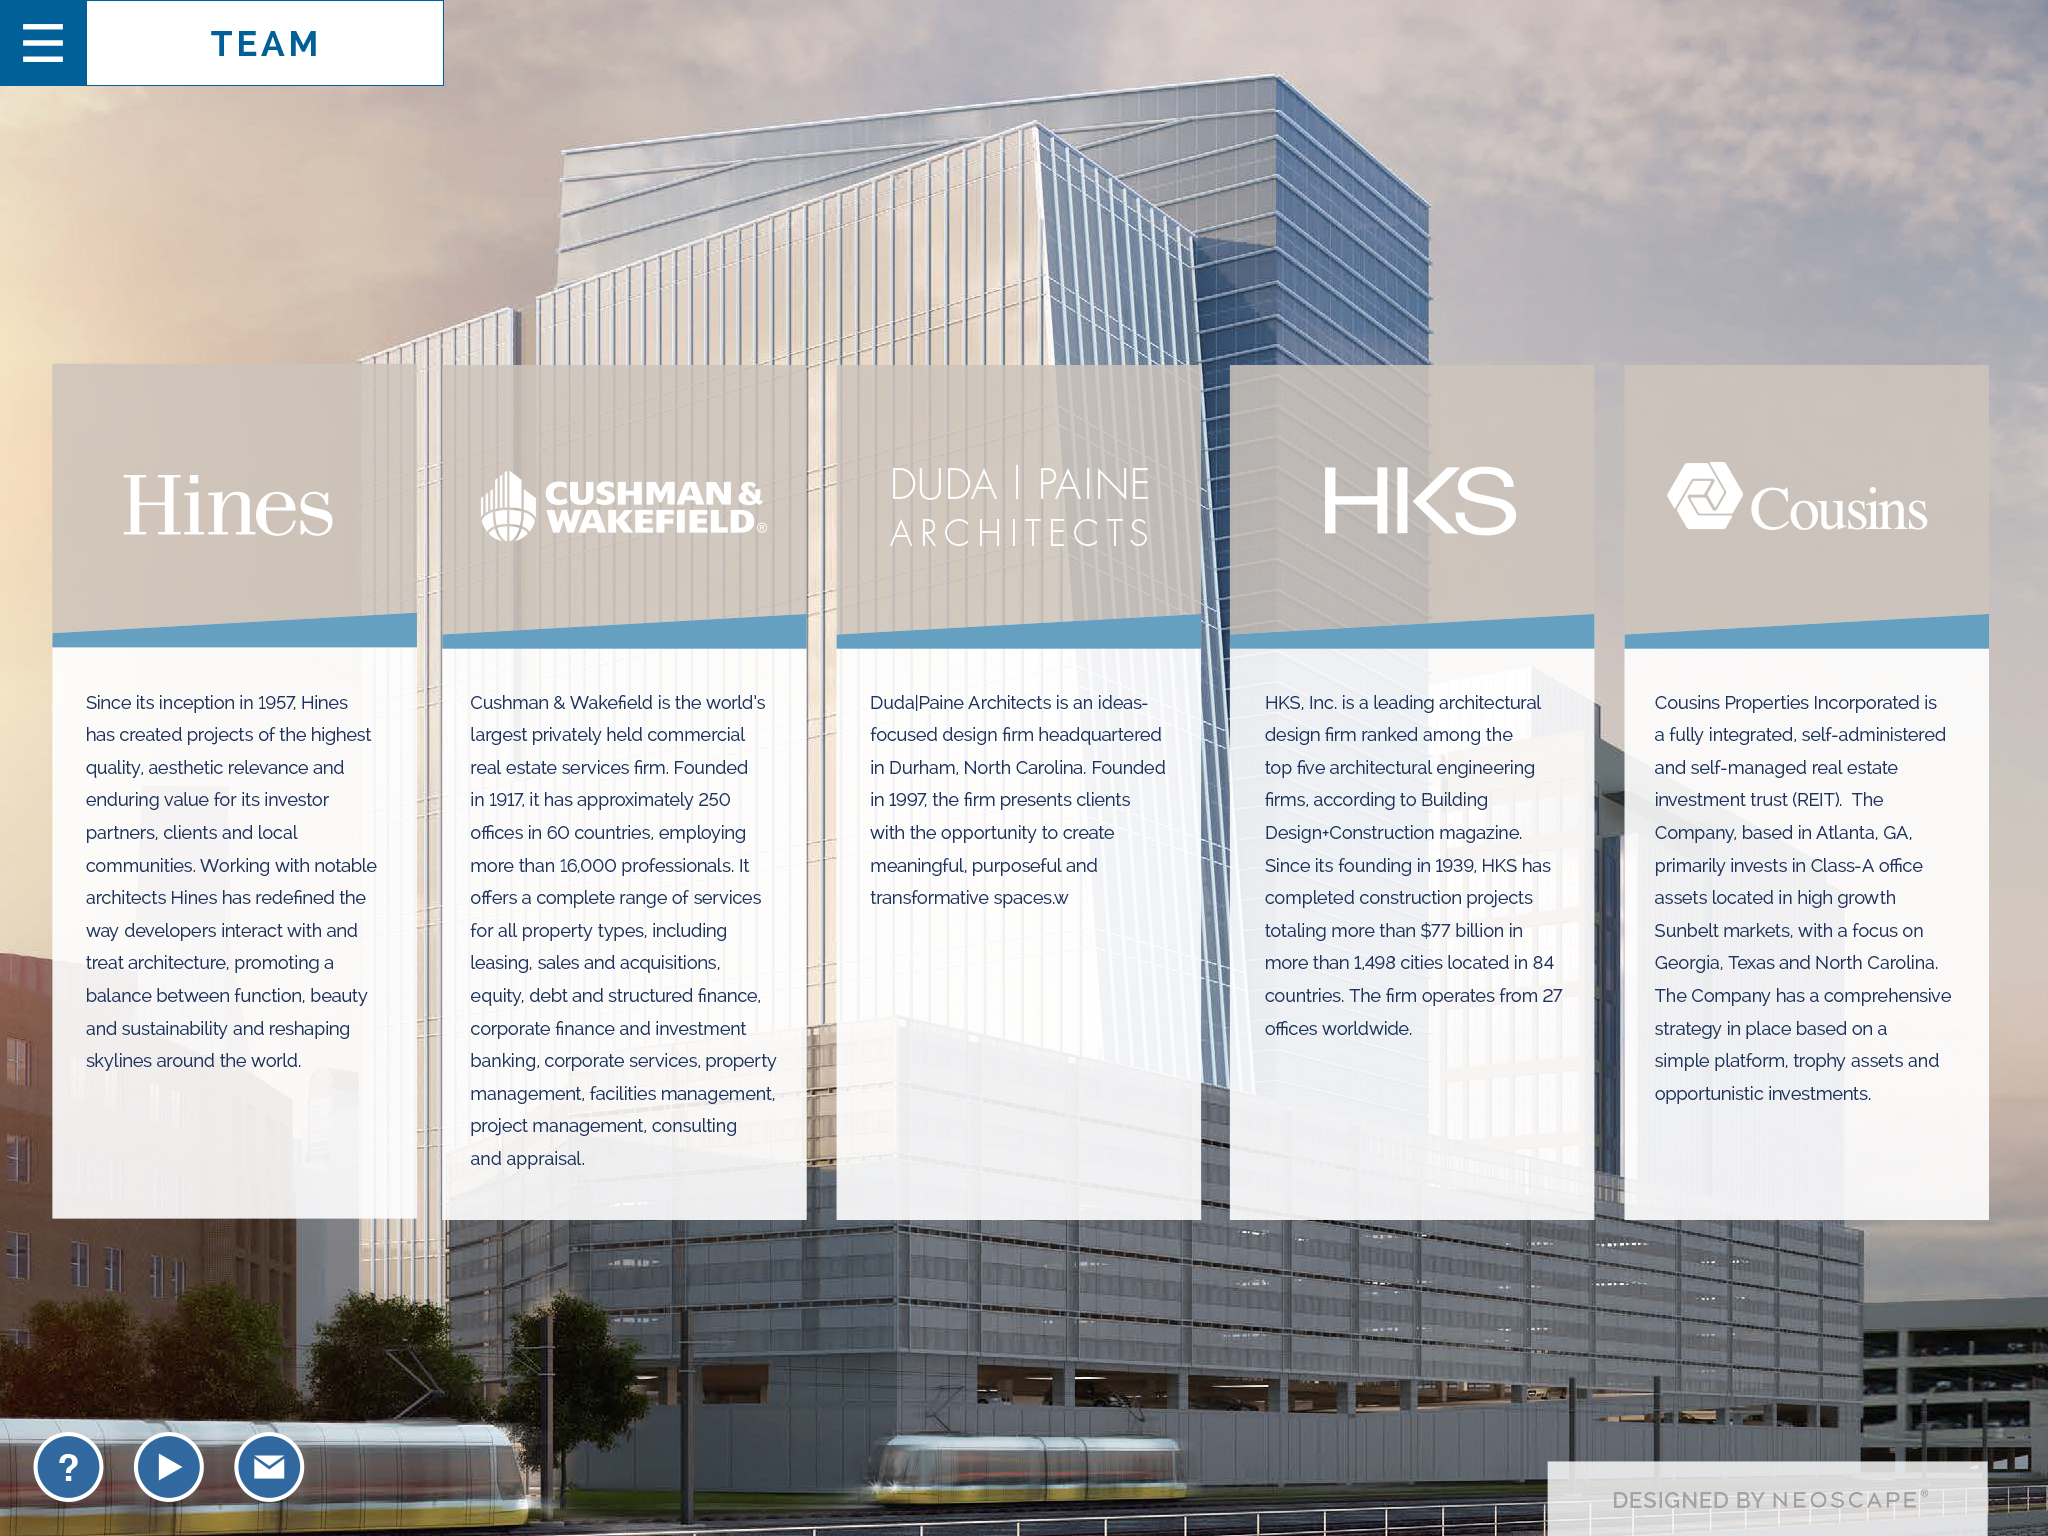 TEAM
Hines
Since its inception in 1957, Hines
has created projects of the highest
quality, aesthetic relevance and
enduring value for its investor
partners, clients and local
communities. Working with notable
architects Hines has redefined the
way developers interact with and
treat architecture, promoting a
balance between function, beauty
and sustainability and reshaping
skylines around the world.
CUSHMAN &
WAKEFIELD®
Cushman & Wakefield is the world's
largest privately held commercial
real estate services firm. Founded
in 1917, it has approximately 250
offices in 60 countries, employing
more than 16,000 professionals. It
offers a complete range of services
for all property types, including
leasing, sales and acquisitions,
equity, debt and structured finance,
corporate finance and investment
banking, corporate services, property
management, facilities management,
project management, consulting
and appraisal.
DUDA | PAINE
ARCHITECTS
Duda|Paine Architects is an ideas-
focused design firm headquartered
in Durham, North Carolina. Founded
in 1997, the firm presents clients
with the opportunity to create
meaningful, purposeful and
transformative spaces.w
HKS
HKS, Inc. is a leading architectural
design firm ranked among the
top five architectural engineering
firms, according to Building
Design+Construction magazine.
Since its founding in 1939, HKS has
completed construction projects
totaling more than $77 billion in
more than 1,498 cities located in 84
countries. The firm operates from 27
offices worldwide.
Cousins
Cousins Properties Incorporated is
a fully integrated, self-administered
and self-managed real estate
investment trust (REIT).  The
Company, based in Atlanta, GA,
primarily invests in Class-A office
assets located in high growth
Sunbelt markets, with a focus on
Georgia, Texas and North Carolina.
The Company has a comprehensive
strategy in place based on a
simple platform, trophy assets and
opportunistic investments.
?
DESIGNED BY NEOSCAPE®